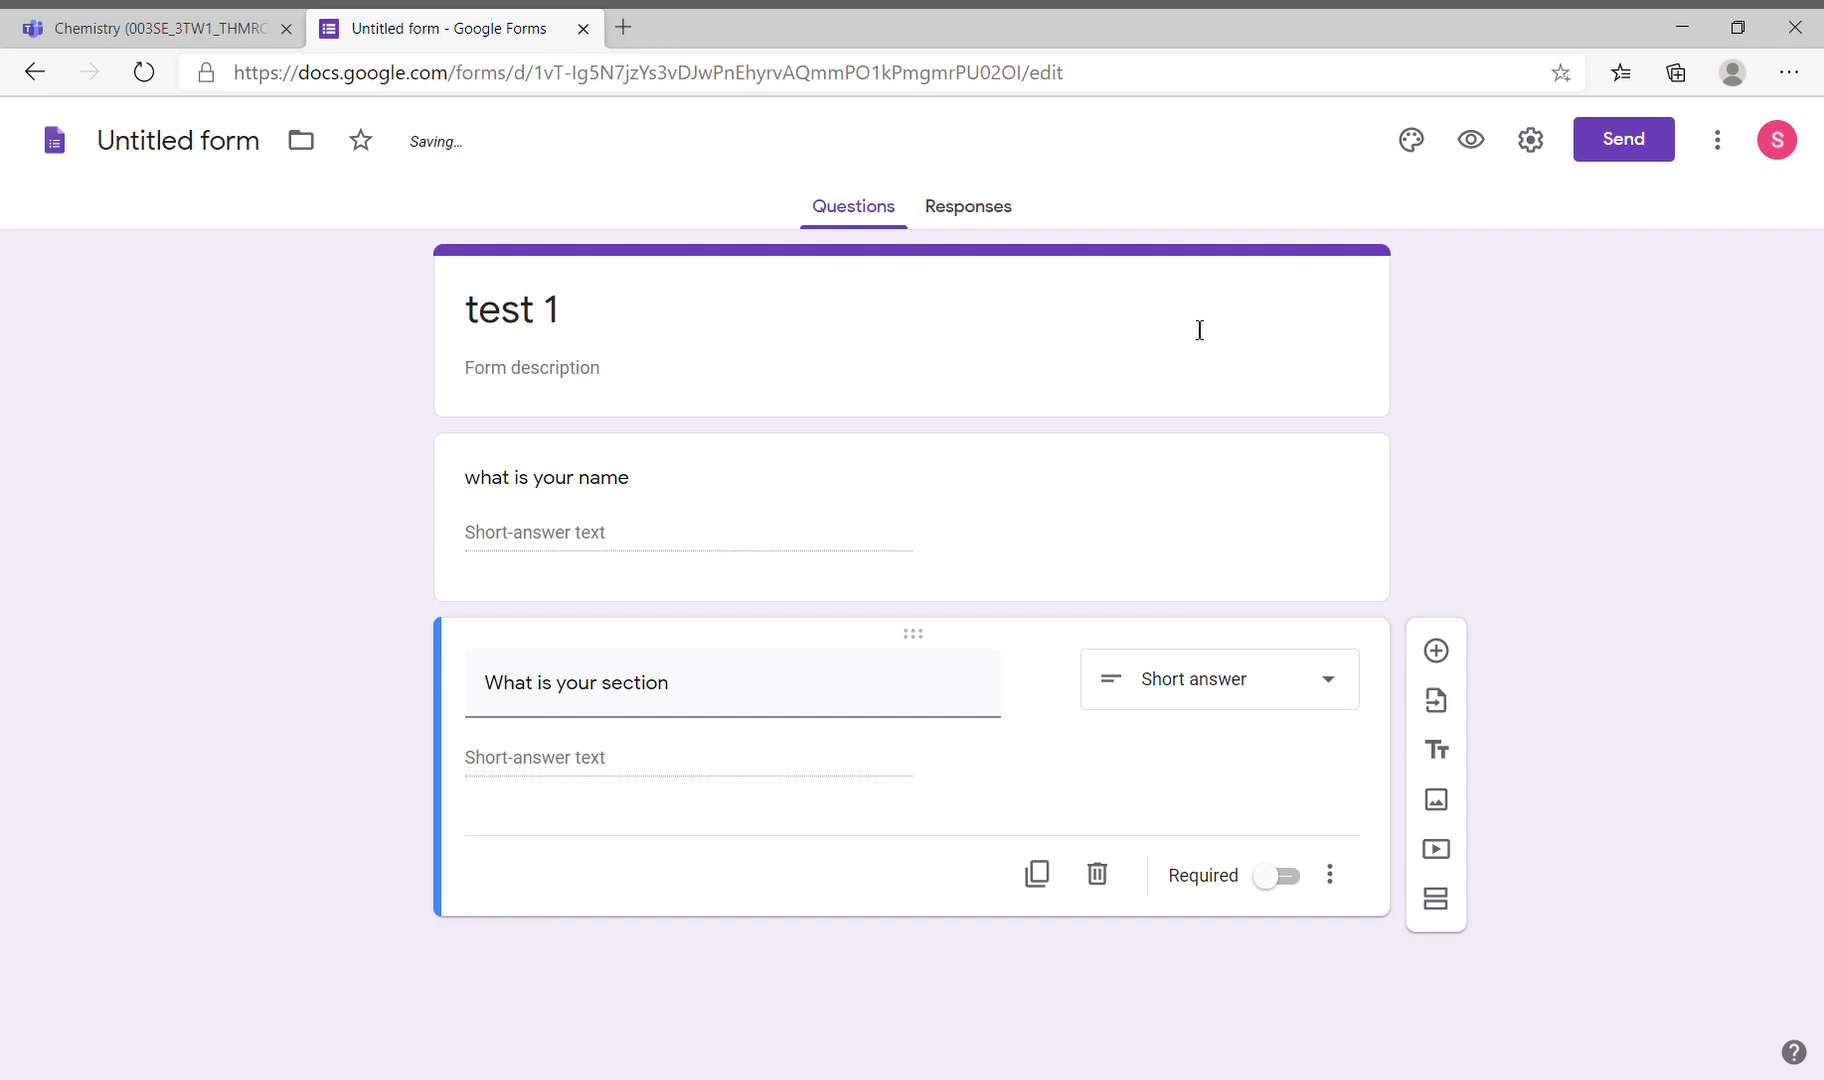 Chemistry (003SE_3TW1_THMRC
Untitled form - Google Forms
https://docs.google.com/forms/d/1vT-Ig5N7jzYs3vDJwPnEhyrvAQmmPO1kPmgmrPU02OI/edit
Untitled form
Saving...
Send
S
Questions
Responses
test 1
Form description
what is your name
Short-answer text
What is your section
Short answer
Short-answer text
Required